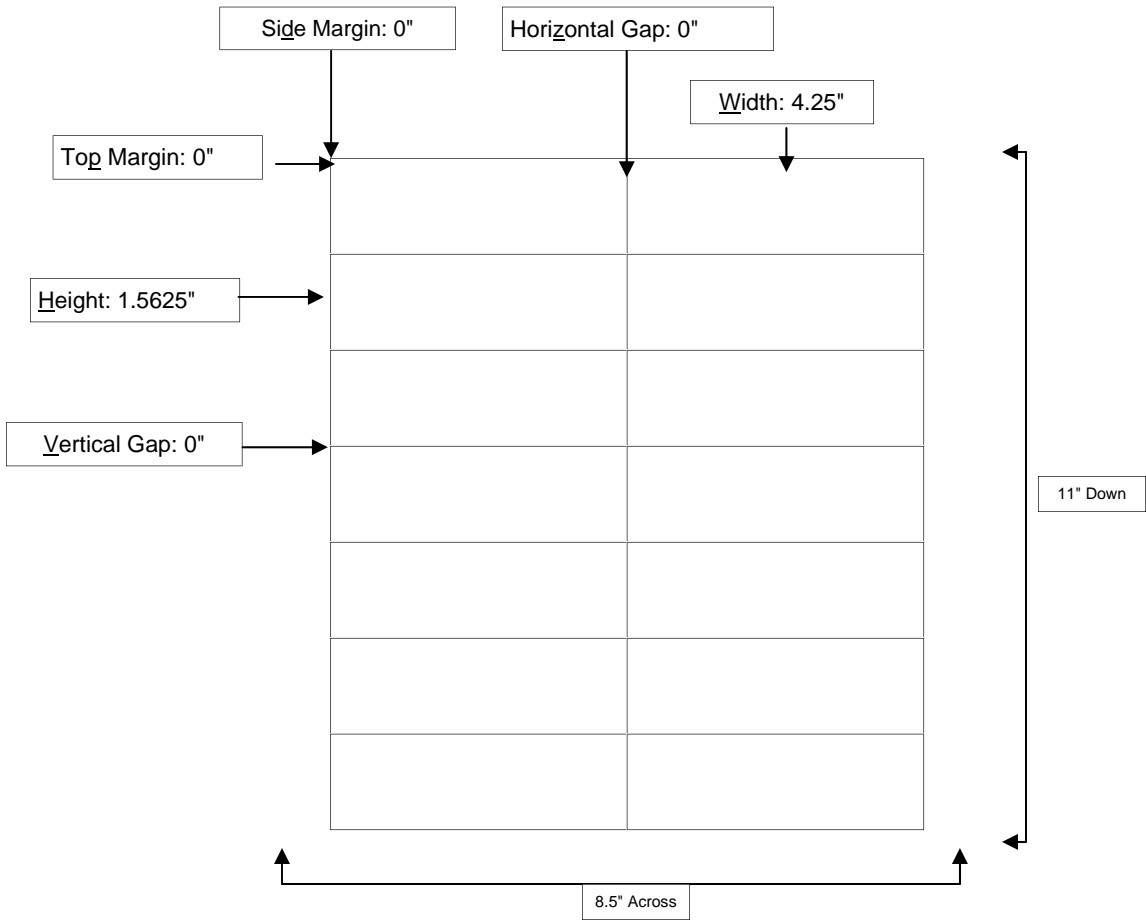 Side Margin: 0"
Horizontal Gap: 0"
Width: 4.25"
Top Margin: 0"
Height: 1.5625"
Vertical Gap: 0"
11" Down
8.5" Across